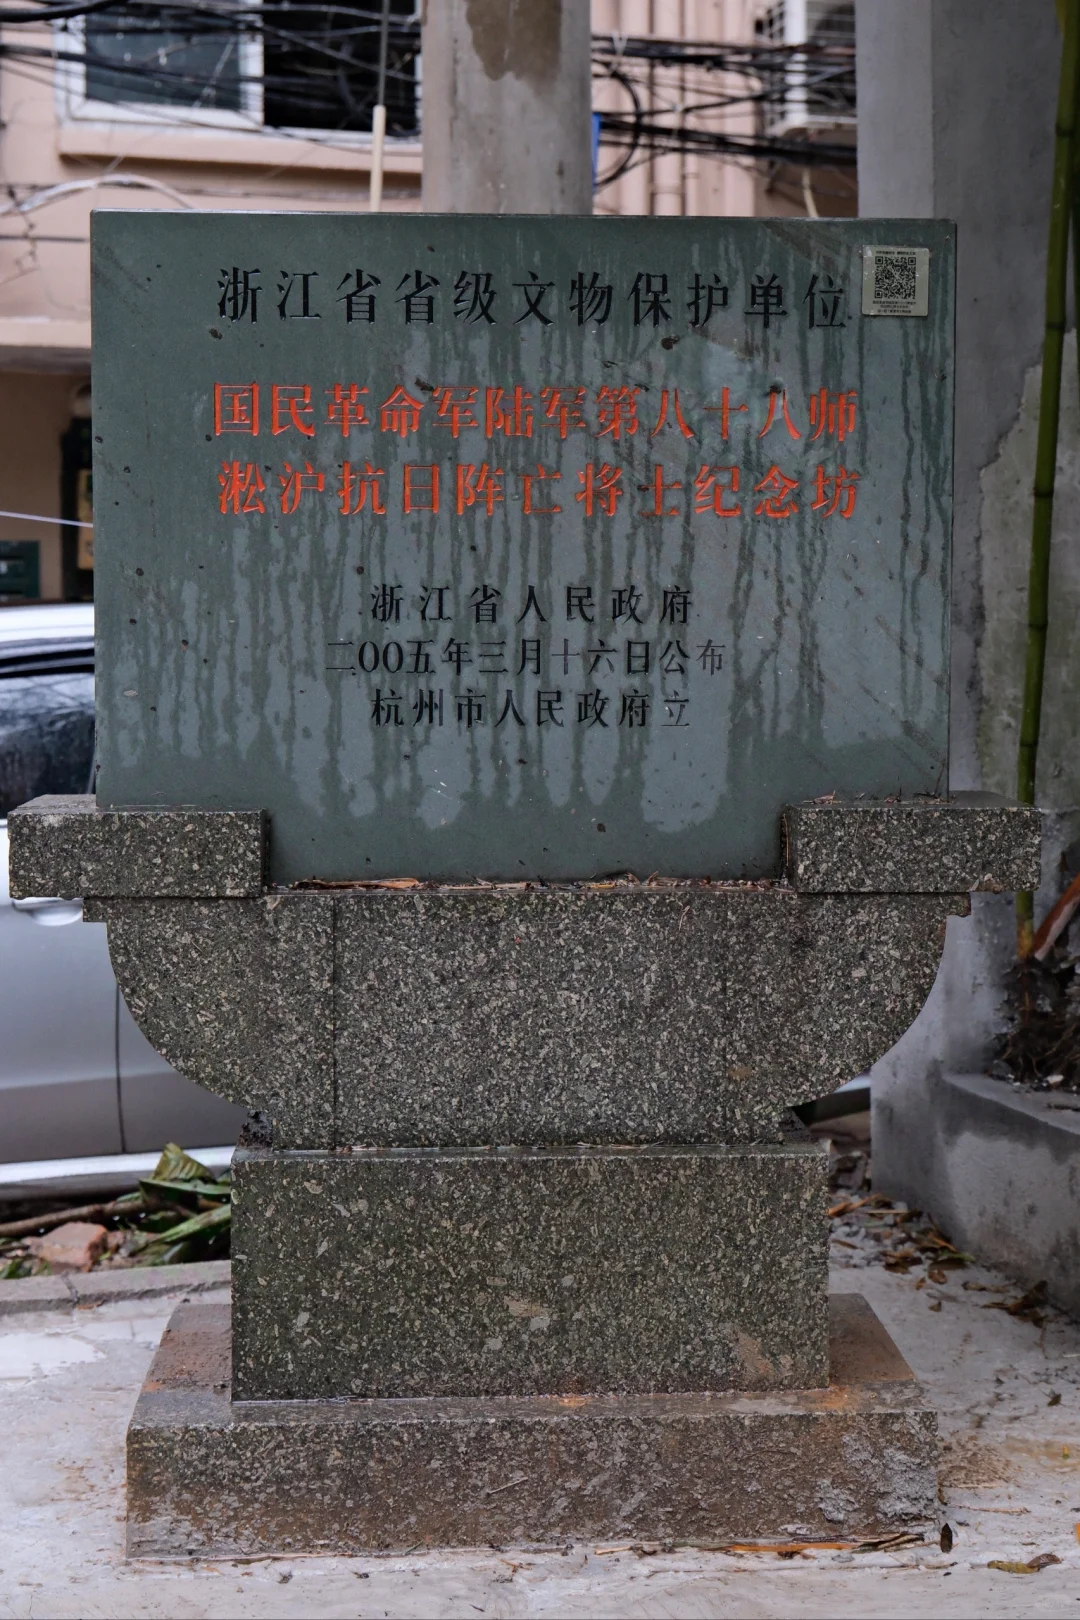 浙江省省级文物保护单位
国民革命军陆军第八十八师
淞沪抗日阵亡将士纪念坊
浙江省人民政府
二00五年三月十六日公布
杭州市人民政府立